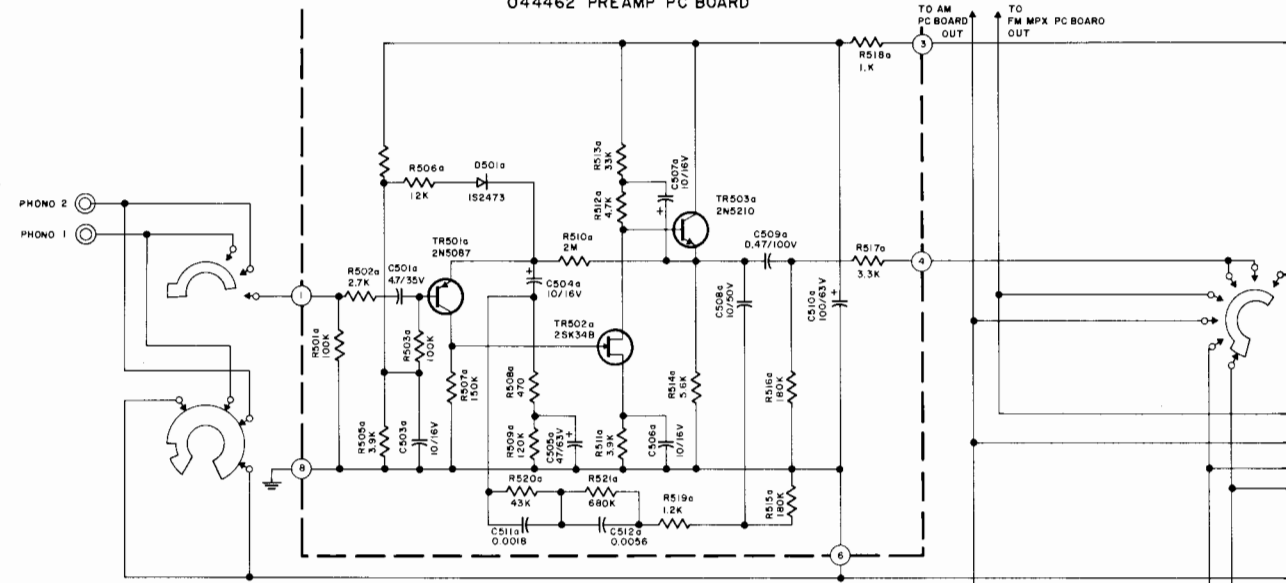 044462 PREAMP PC BOARD
TO AM
PC BOARD
OUT
TO
FM MPX PC BOARD
OUT
3
R518a
1.K
R506a
12K
D501a
1S2473
R513a
33K
C507a
10/16V
R512a
4.7K
TR503a
2N5210
PHONO 2
PHONO 1
TR501a
2N5087
R510a
2M
C509a
0.47/100V
R517a
3.3K
4
R502a
2.7K
C501a
4.7/35V
C504a
10/16V
C508a
10/50V
C510a
100/63V
1
TR502a
2SK34B
R501a
100K
R503a
100K
R507a
150K
R508a
470
R514a
5.6K
R516a
180K
R505a
3.9K
C503a
10/16V
R509a
120K
C505a
47/63V
R511a
3.9K
C506a
10/16V
8
R520a
43K
R521a
680K
R519a
1.2K
R515a
180K
C511a
0.0018
C512a
0.0056
6